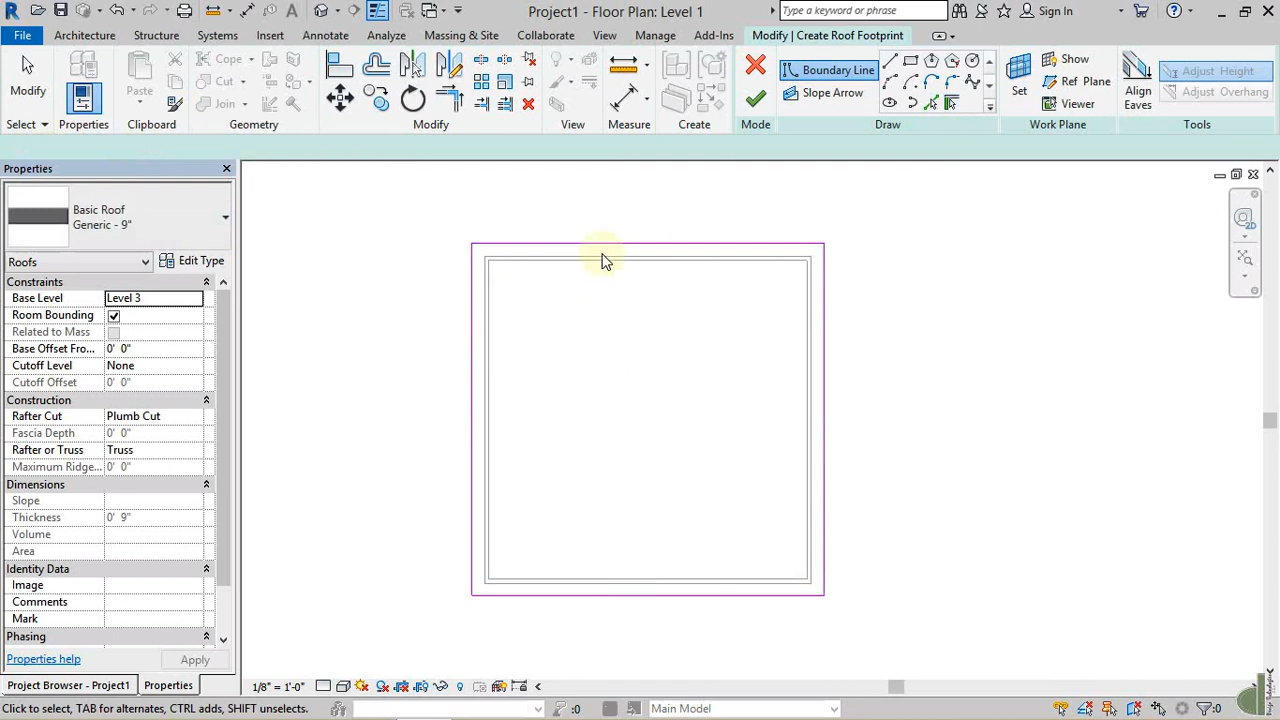 Project1 - Floor Plan: Level 1
Type a keyword or phrase
Sign In
File
Architecture
Structure
Systems
Insert
Annotate
Analyze
Massing & Site
Collaborate
View
Manage
Add-Ins
Modify | Create Roof Footprint
Modify
Select
Properties
Paste
Clipboard
Cope
Cut
Join
Geometry
Modify
View
Measure
Create
Mode
Boundary Line
Slope Arrow
Draw
Set
Show
Ref Plane
Viewer
Work Plane
Align
Eaves
Adjust Height
Adjust Overhang
Tools
Properties
Basic Roof
Generic - 9"
Roofs
Edit Type
Constraints
Base Level Level 3
Room Bounding
Related to Mass
Base Offset Fro... 0' 0"
Cutoff Level None
Cutoff Offset 0' 0"
Construction
Rafter Cut Plumb Cut
Fascia Depth 0' 0"
Rafter or Truss Truss
Maximum Ridge... 0' 0"
Dimensions
Slope
Thickness 0' 9"
Volume
Area
Identity Data
Image
Comments
Mark
Phasing
Properties help
Apply
Project Browser - Project1
Properties
1/8" = 1'-0"
Click to select, TAB for alternates, CTRL adds, SHIFT unselects.
:0
Main Model
:0
2D